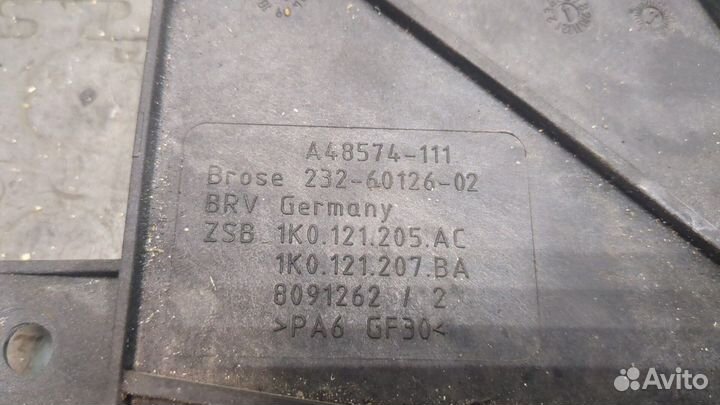 A48574-111
Brose 232-60126-02
BRV Germany
ZSB 1K0.121.205.AC
1K0.121.207.BA
8091262 / 2
>PA6 GF30<
Avito